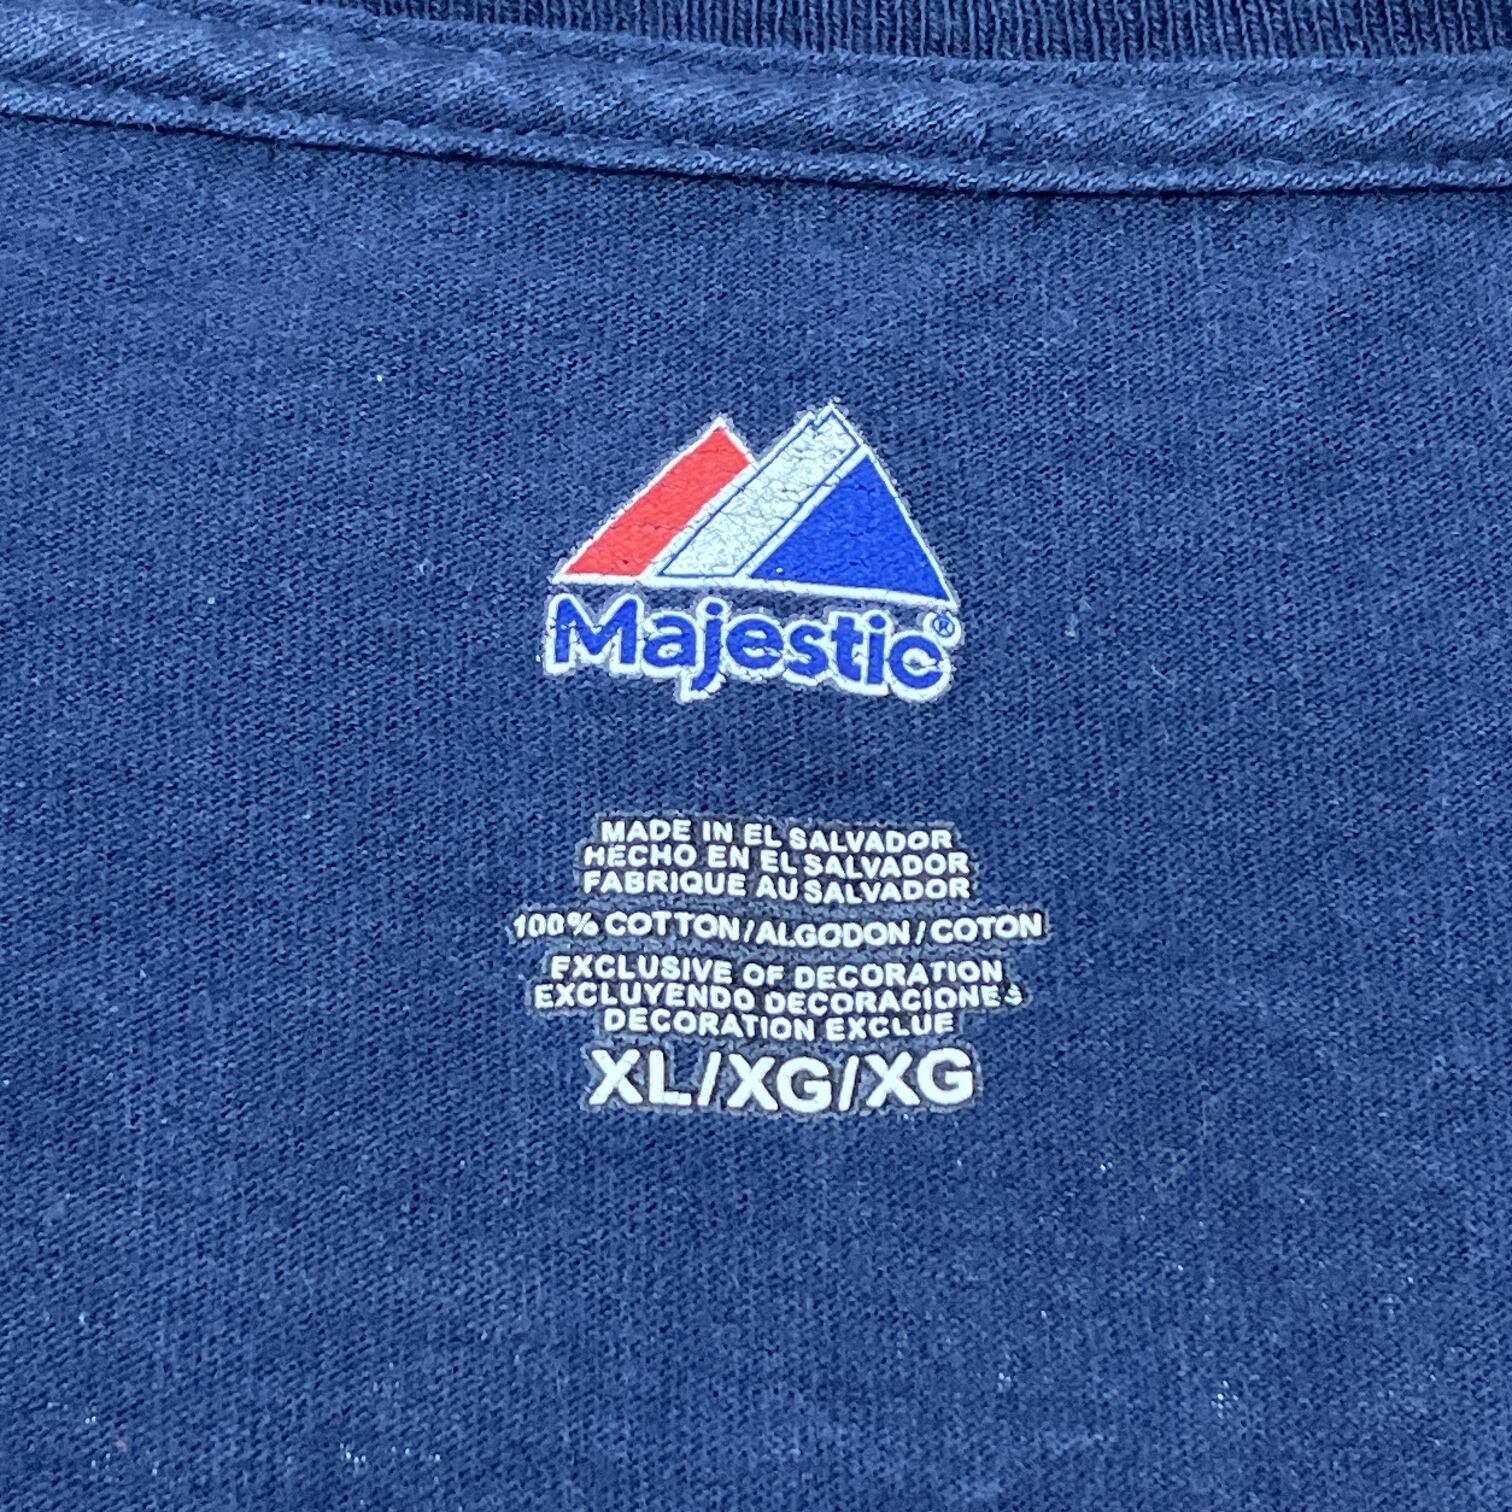 Majestic®
MADE IN EL SALVADOR
HECHO EN EL SALVADOR
FABRIQUE AU SALVADOR
100% COTTON/ALGODON/COTON
EXCLUSIVE OF DECORATION
EXCLUYENDO DECORACIONES
DECORATION EXCLUE
XL/XG/XG